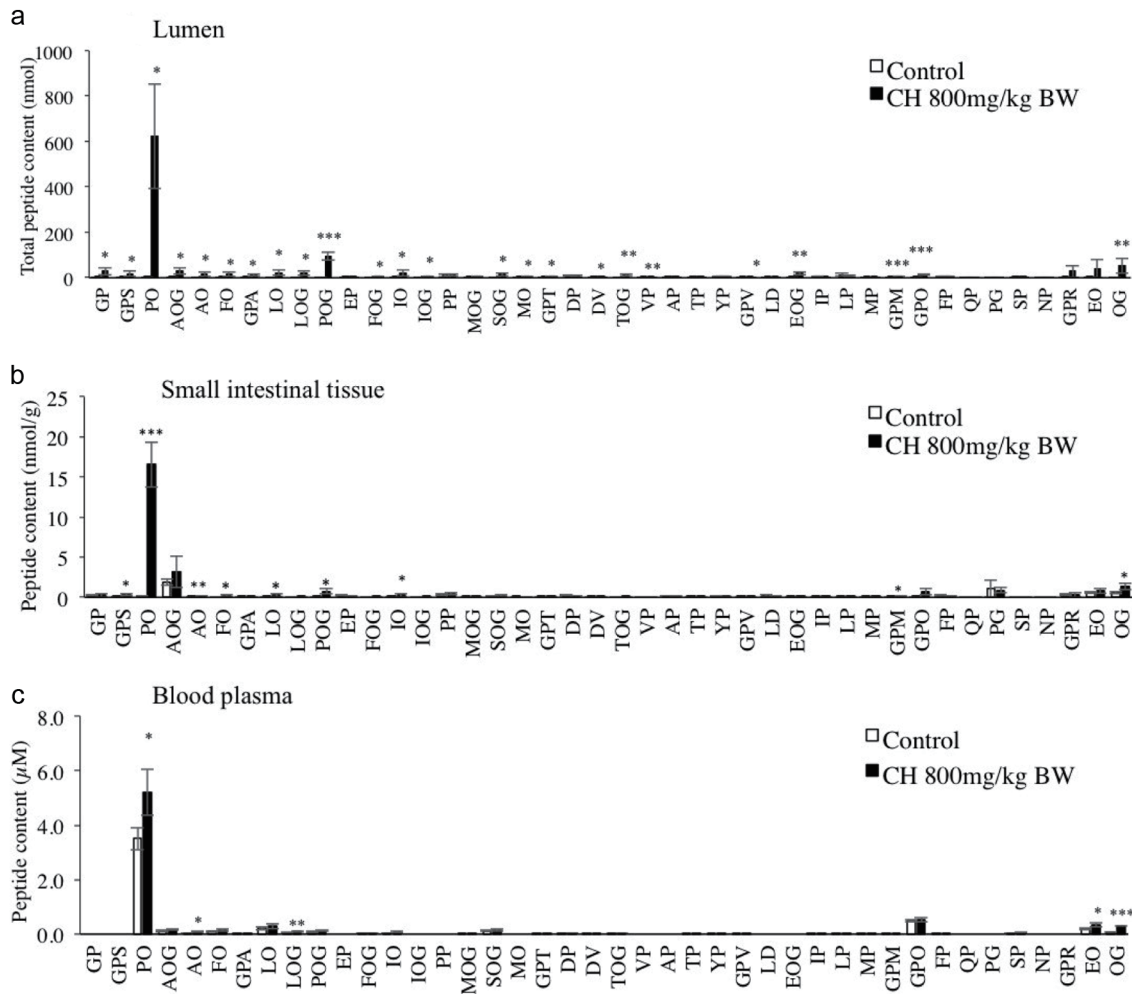 a
Lumen
1000
800
600
400
200
0
Total peptide content (nmol)
Control
CH 800mg/kg BW
* * * * * * * * * *** * * * * * * * ** ** * ** *** *** **
GP GPS PO AOG AO FO GPA LO LOG POG EP FOG IO IOG PP MOG SOG MO GPT DP DV TOG VP AP TP YP GPV LD EOG IP LP MP GPM GPO FP QP PG SP NP GPR EO OG
b
Small intestinal tissue
25
20
15
10
5
0
Peptide content (nmol/g)
Control
CH 800mg/kg BW
* *** ** * * * * * *
GP GPS PO AOG AO FO GPA LO LOG POG EP FOG IO IOG PP MOG SOG MO GPT DP DV TOG VP AP TP YP GPV LD EOG IP LP MP GPM GPO FP QP PG SP NP GPR EO OG
c
Blood plasma
8.0
6.0
4.0
2.0
0.0
Peptide content (µM)
Control
CH 800mg/kg BW
* * ** * ***
GP GPS PO AOG AO FO GPA LO LOG POG EP FOG IO IOG PP MOG SOG MO GPT DP DV TOG VP AP TP YP GPV LD EOG IP LP MP GPM GPO FP QP PG SP NP GPR EO OG